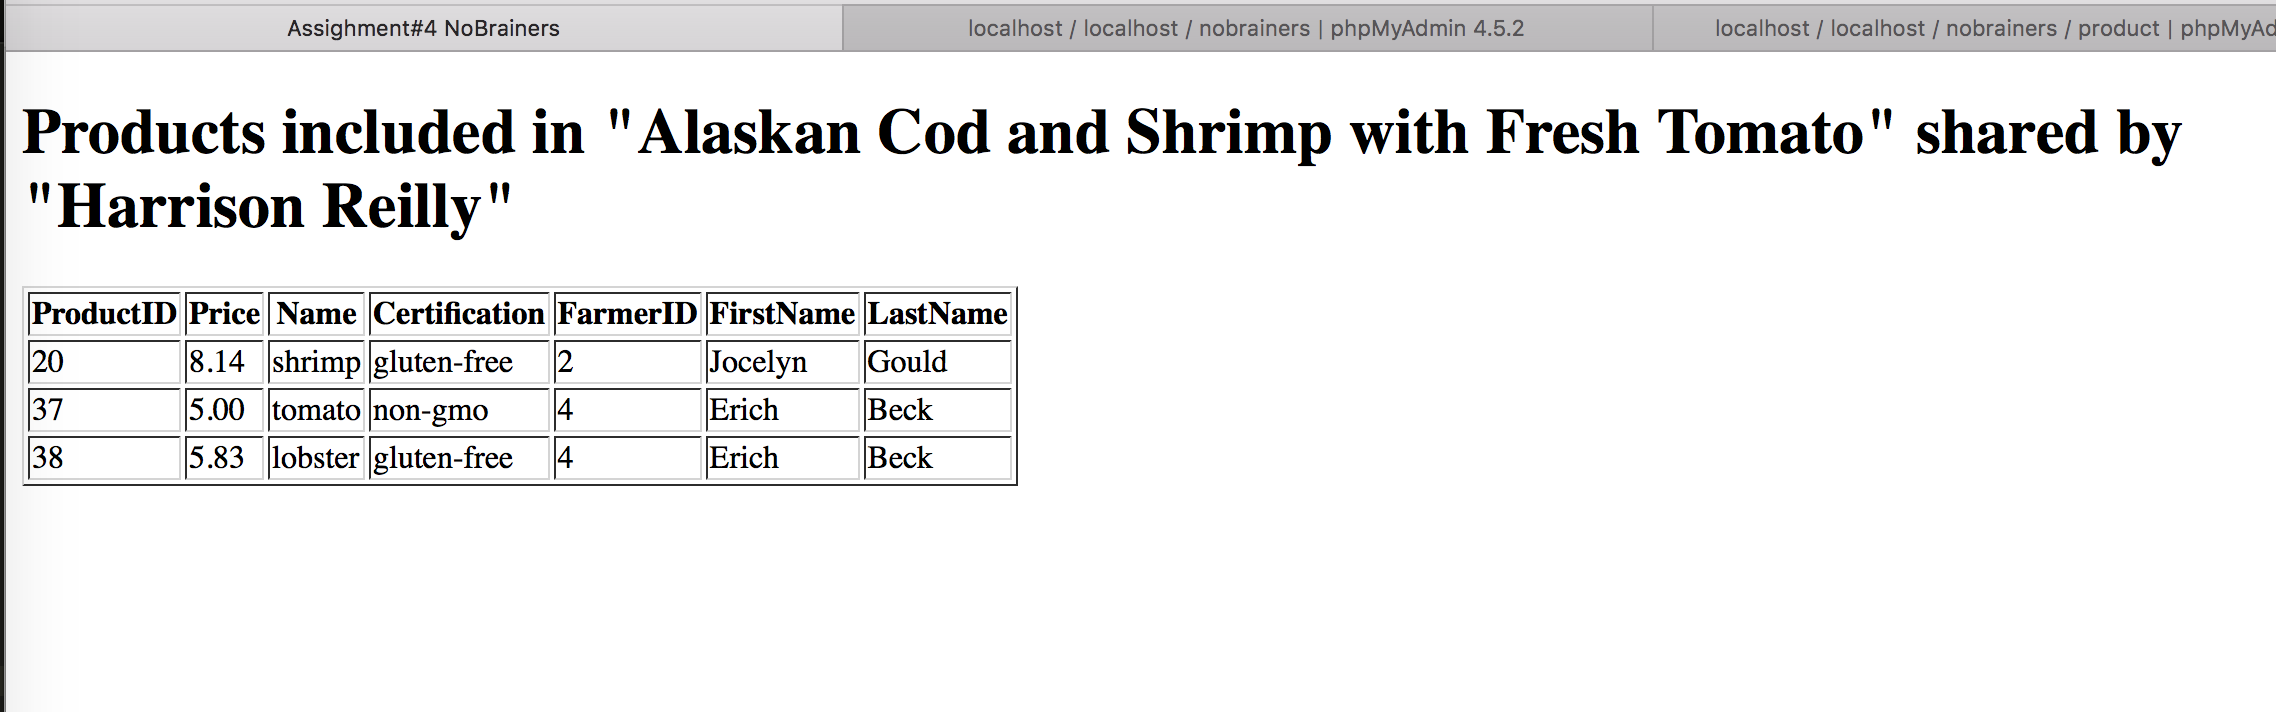 Assighment#4 NoBrainers localhost / localhost / nobrainers | phpMyAdmin 4.5.2 localhost / localhost / nobrainers / product | phpMyAd
Products included in "Alaskan Cod and Shrimp with Fresh Tomato" shared by
"Harrison Reilly"
ProductID Price Name Certification FarmerID FirstName LastName
20 8.14 shrimp gluten-free 2 Jocelyn Gould
37 5.00 tomato non-gmo 4 Erich Beck
38 5.83 lobster gluten-free 4 Erich Beck